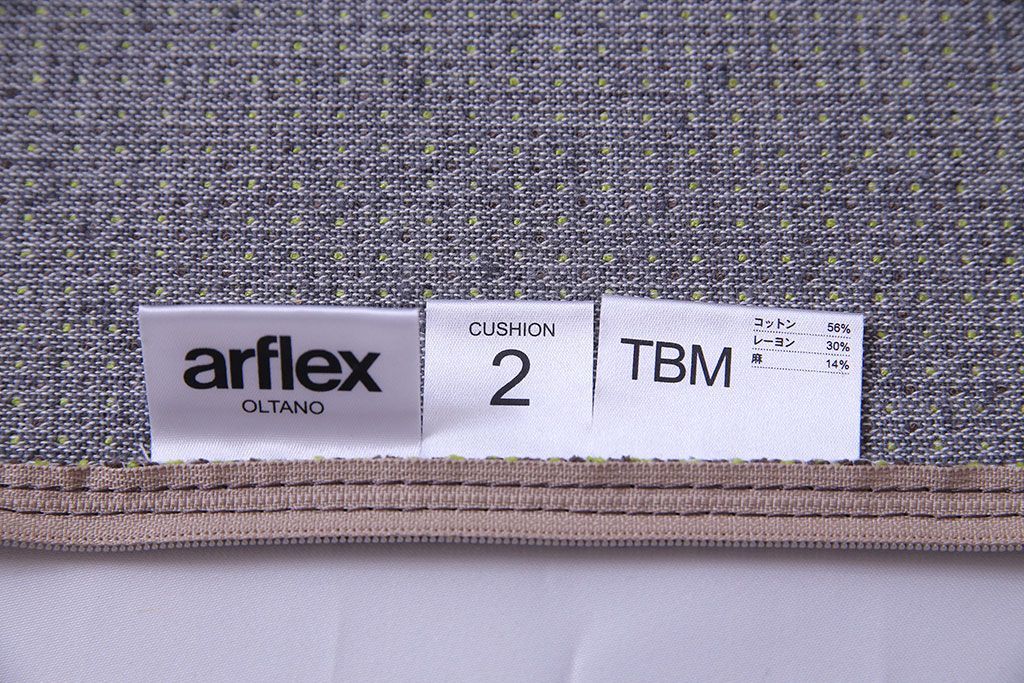 arflex
OLTANO
CUSHION
2
TBM
コットン 56%
レーヨン 30%
麻 14%